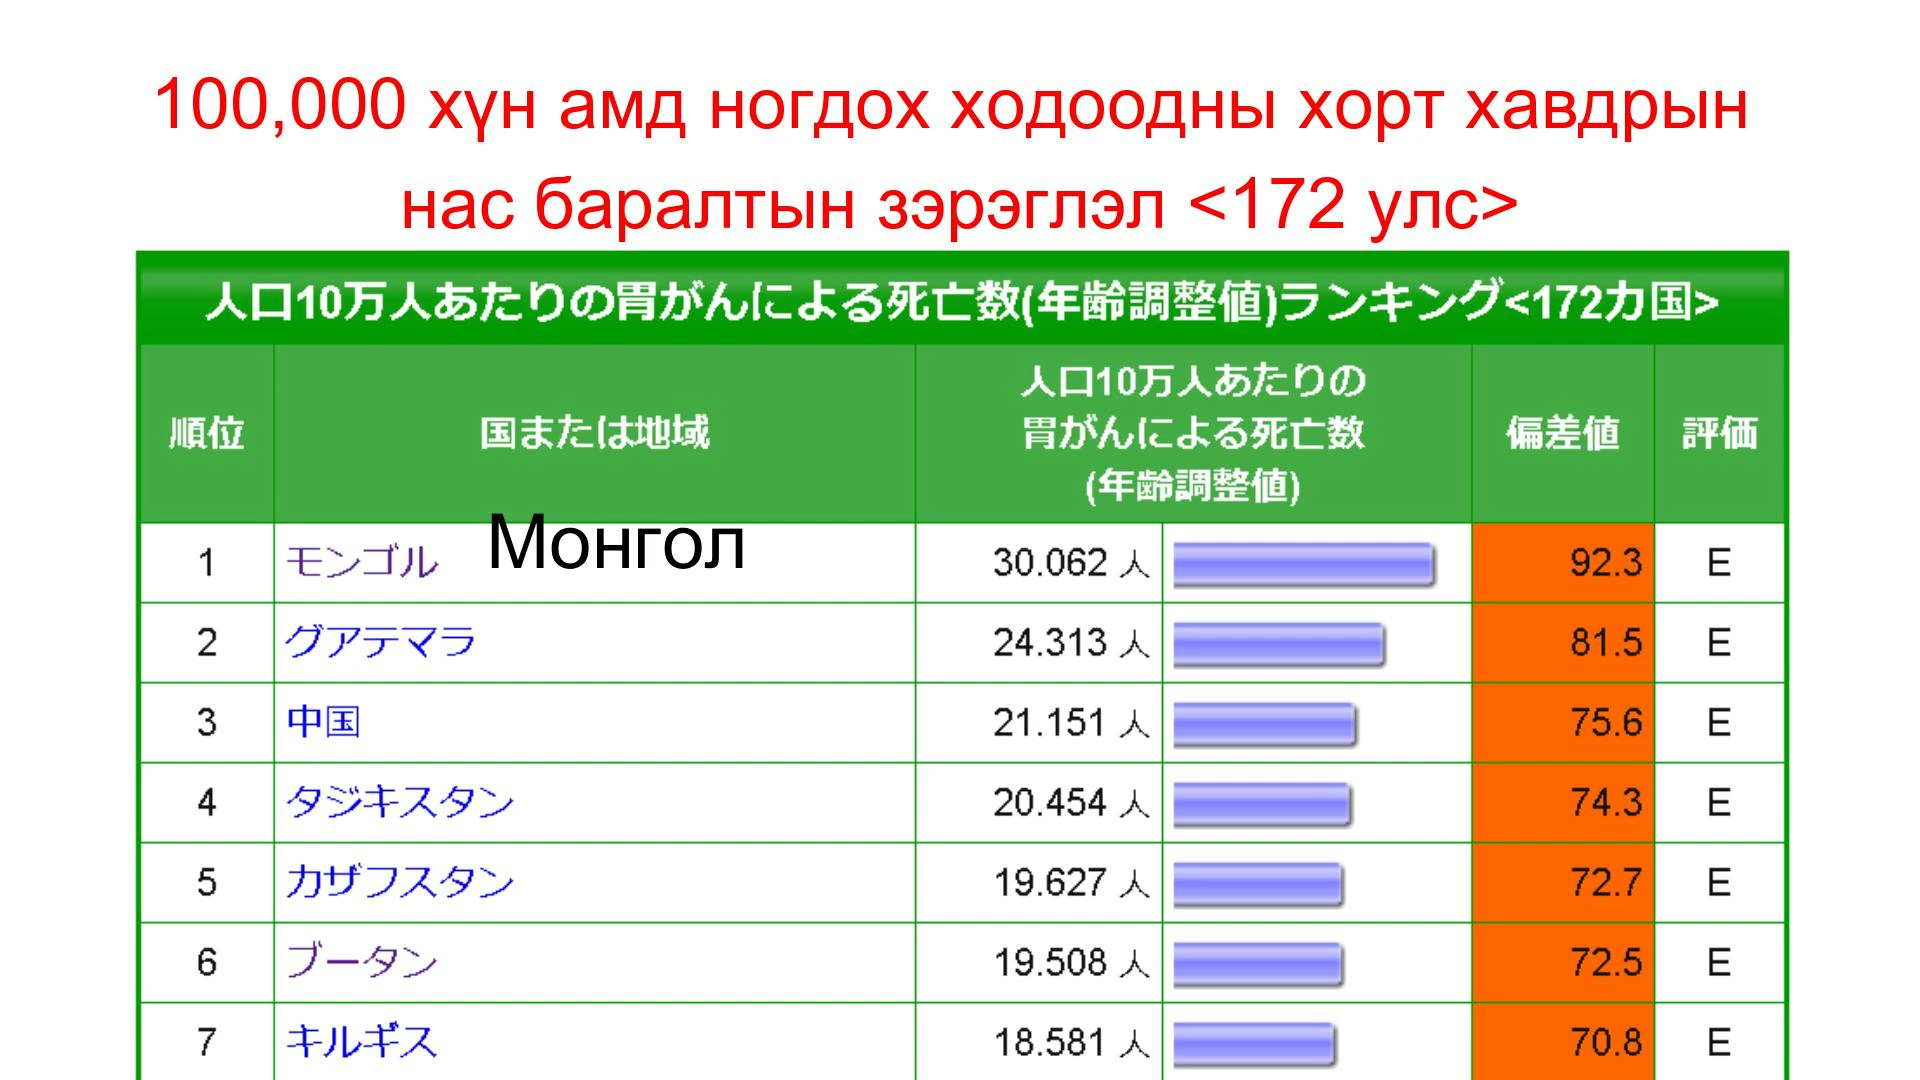 100,000 хүн амд ногдох ходоодны хорт хавдрын
нас баралтын зэрэглэл <172 улс>
人口10万人あたりの胃がんによる死亡数(年齢調整値)ランキング<172カ国>
順位 国または地域 人口10万人あたりの
胃がんによる死亡数
(年齢調整値) 偏差値 評価
1 モンゴル Монгол 30.062 人 92.3 E
2 グアテマラ 24.313 人 81.5 E
3 中国 21.151 人 75.6 E
4 タジキスタン 20.454 人 74.3 E
5 カザフスタン 19.627 人 72.7 E
6 ブータン 19.508 人 72.5 E
7 キルギス 18.581 人 70.8 E